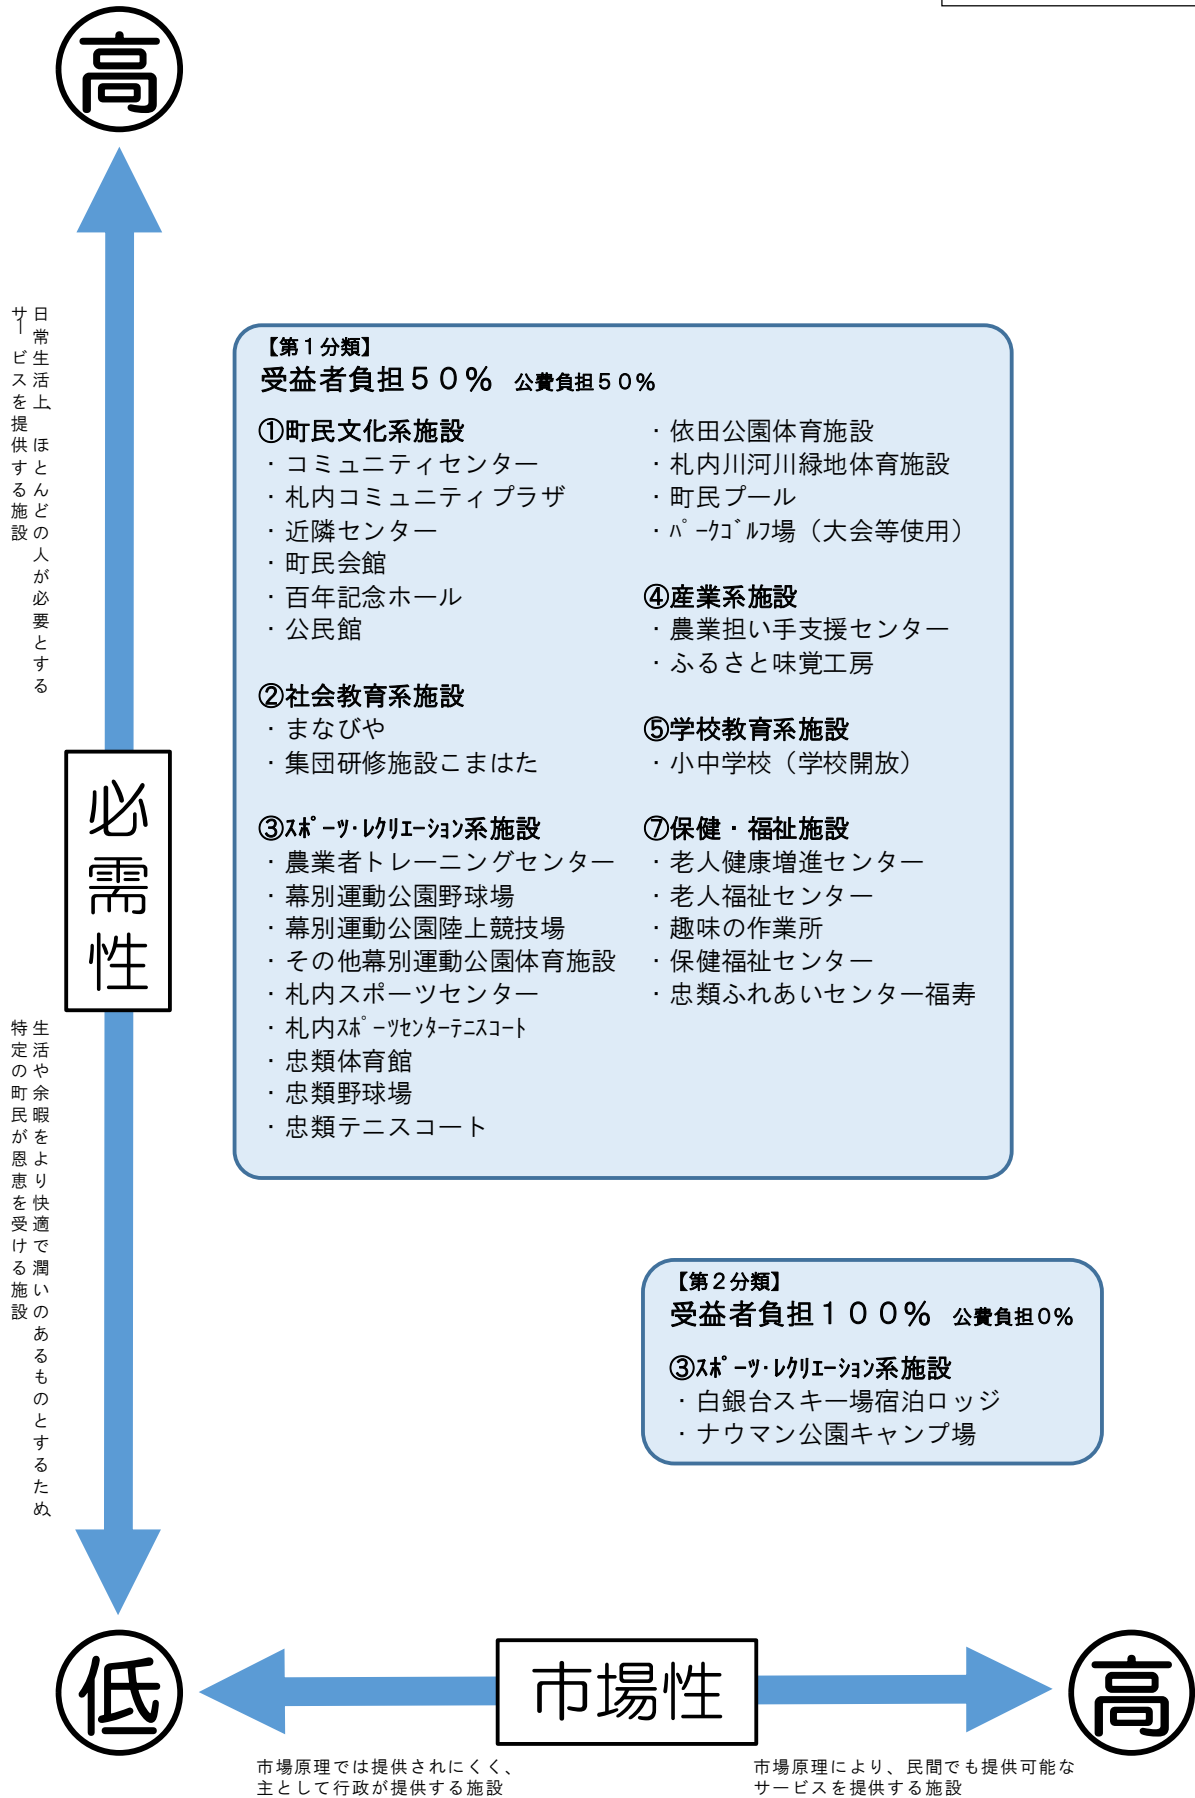 高
日常生活上、ほとんどの人が必要とする
サービスを提供する施設
必需性
生活や余暇をより快適で潤いのあるものとするため、
特定の町民が恩恵を受ける施設
【第１分類】
受益者負担５０％ 公費負担５０％
①町民文化系施設
・コミュニティセンター
・札内コミュニティプラザ
・近隣センター
・町民会館
・百年記念ホール
・公民館
②社会教育系施設
・まなびや
・集団研修施設こまはた
③ｽﾎﾟｰﾂ･ﾚｸﾘｴｰｼｮﾝ系施設
・農業者トレーニングセンター
・幕別運動公園野球場
・幕別運動公園陸上競技場
・その他幕別運動公園体育施設
・札内スポーツセンター
・札内ｽﾎﾟｰﾂｾﾝﾀｰﾃﾆｽｺｰﾄ
・忠類体育館
・忠類野球場
・忠類テニスコート
・依田公園体育施設
・札内川河川緑地体育施設
・町民プール
・ﾊﾟｰｸｺﾞﾙﾌ場（大会等使用）
④産業系施設
・農業担い手支援センター
・ふるさと味覚工房
⑤学校教育系施設
・小中学校（学校開放）
⑦保健・福祉施設
・老人健康増進センター
・老人福祉センター
・趣味の作業所
・保健福祉センター
・忠類ふれあいセンター福寿
【第２分類】
受益者負担１００％ 公費負担０％
③ｽﾎﾟｰﾂ･ﾚｸﾘｴｰｼｮﾝ系施設
・白銀台スキー場宿泊ロッジ
・ナウマン公園キャンプ場
低
市場性
高
市場原理では提供されにくく、
主として行政が提供する施設
市場原理により、民間でも提供可能な
サービスを提供する施設